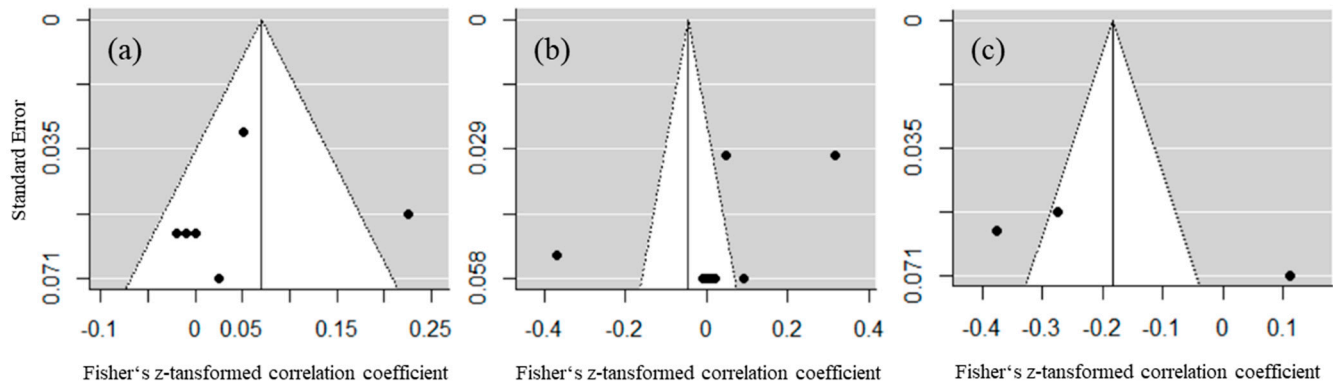 (a)
Standard Error
0
0.035
0.071
-0.1 0 0.05 0.15 0.25
Fisher‘s z-tansformed correlation coefficient
(b)
0
0.029
0.058
-0.4 -0.2 0 0.2 0.4
Fisher‘s z-tansformed correlation coefficient
(c)
0
0.035
0.071
-0.4 -0.3 -0.2 -0.1 0 0.1
Fisher‘s z-tansformed correlation coefficient